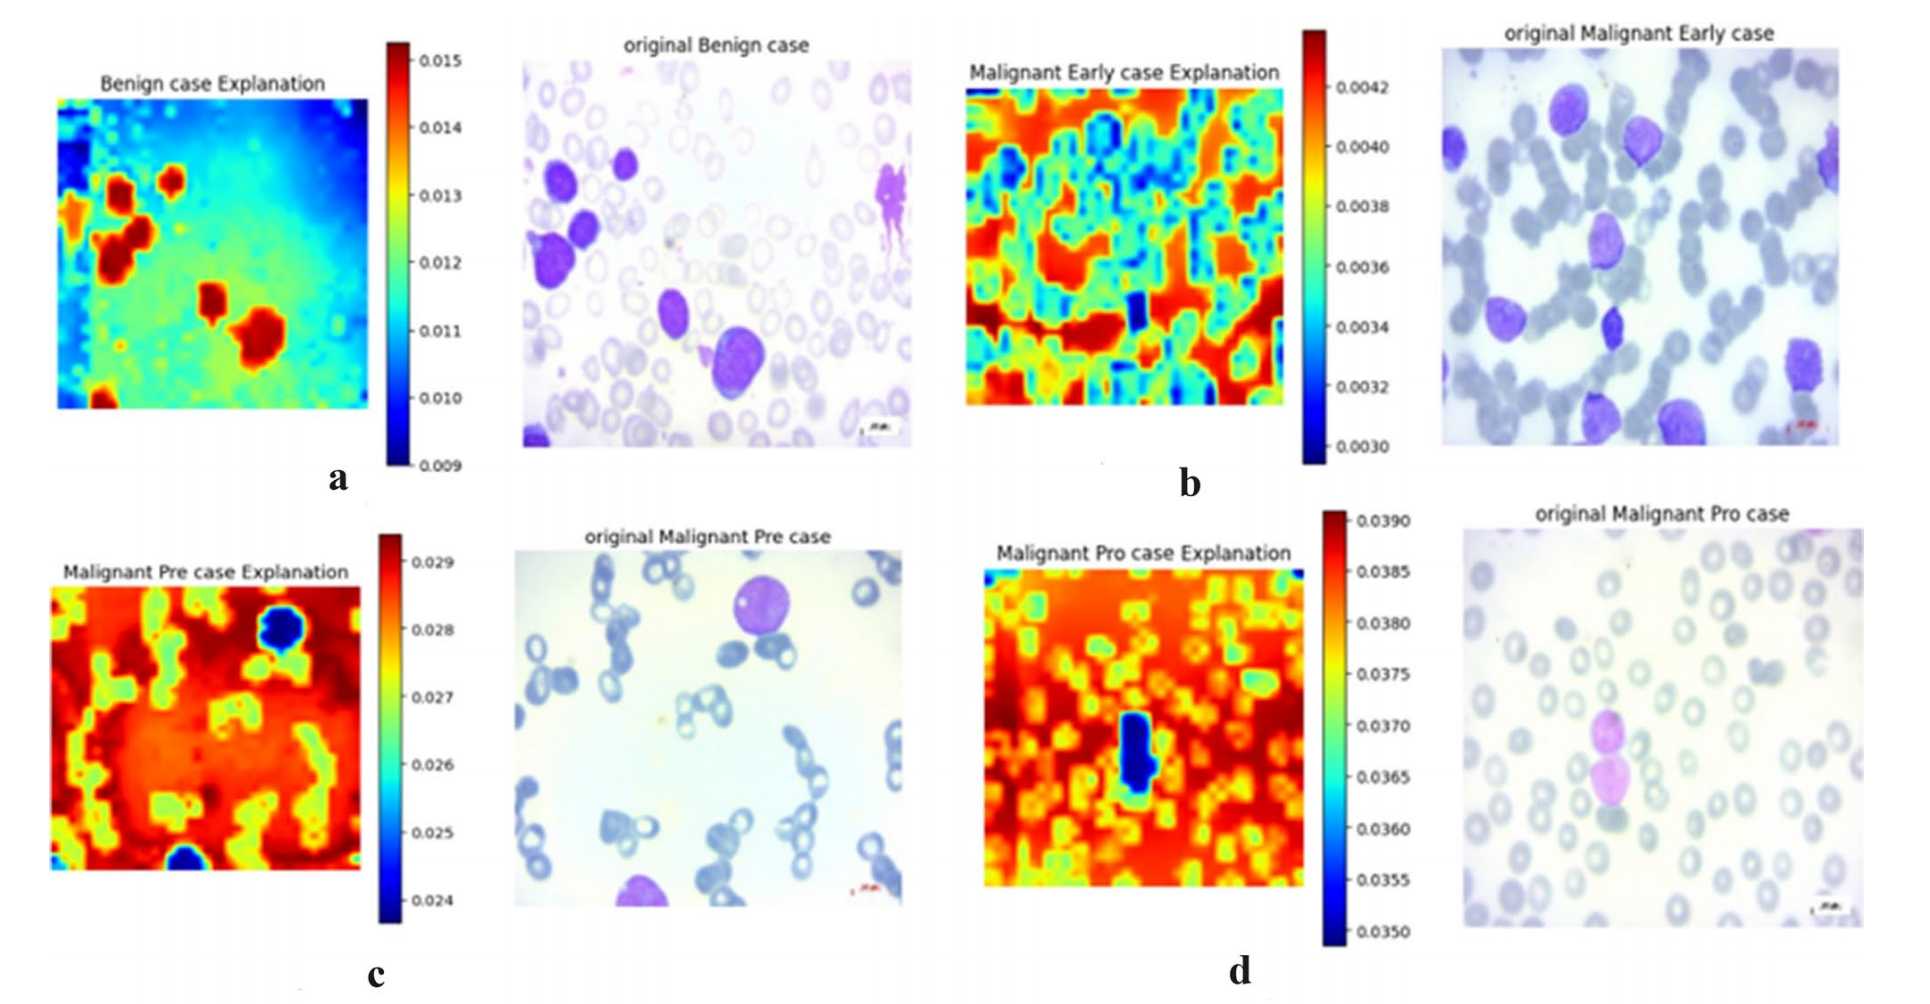 Benign case Explanation
0.015
0.014
0.013
0.012
0.011
0.010
0.009
original Benign case
a
Malignant Early case Explanation
0.0042
0.0040
0.0038
0.0036
0.0034
0.0032
0.0030
original Malignant Early case
b
Malignant Pre case Explanation
0.029
0.028
0.027
0.026
0.025
0.024
original Malignant Pre case
c
Malignant Pro case Explanation
0.0390
0.0385
0.0380
0.0375
0.0370
0.0365
0.0360
0.0355
0.0350
original Malignant Pro case
d